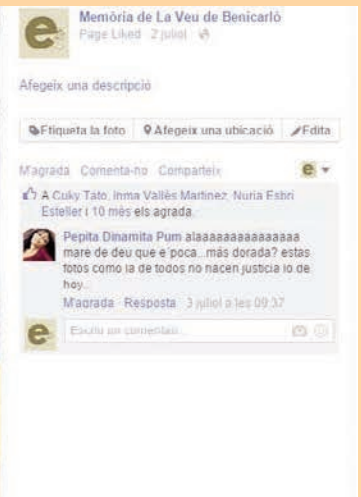 Memòria de La Veu de Benicarló
Page Liked · 2 juliol ·
Afegeix una descripció
Etiqueta la foto Afegeix una ubicació Edita
M'agrada · Comenta-ho · Comparteix
A Cuky Tato, Inma Vallés Martinez, Nuria Esbri
Esteller i 10 més els agrada.
Pepita Dinamita Pum alaaaaaaaaaaaaaaa
mare de deu que e´poca...más dorada? estas
fotos como la de todos no hacen justicia lo de
hoy...
M'agrada · Resposta · 3 juliol a les 09:37
Escriu un comentari...